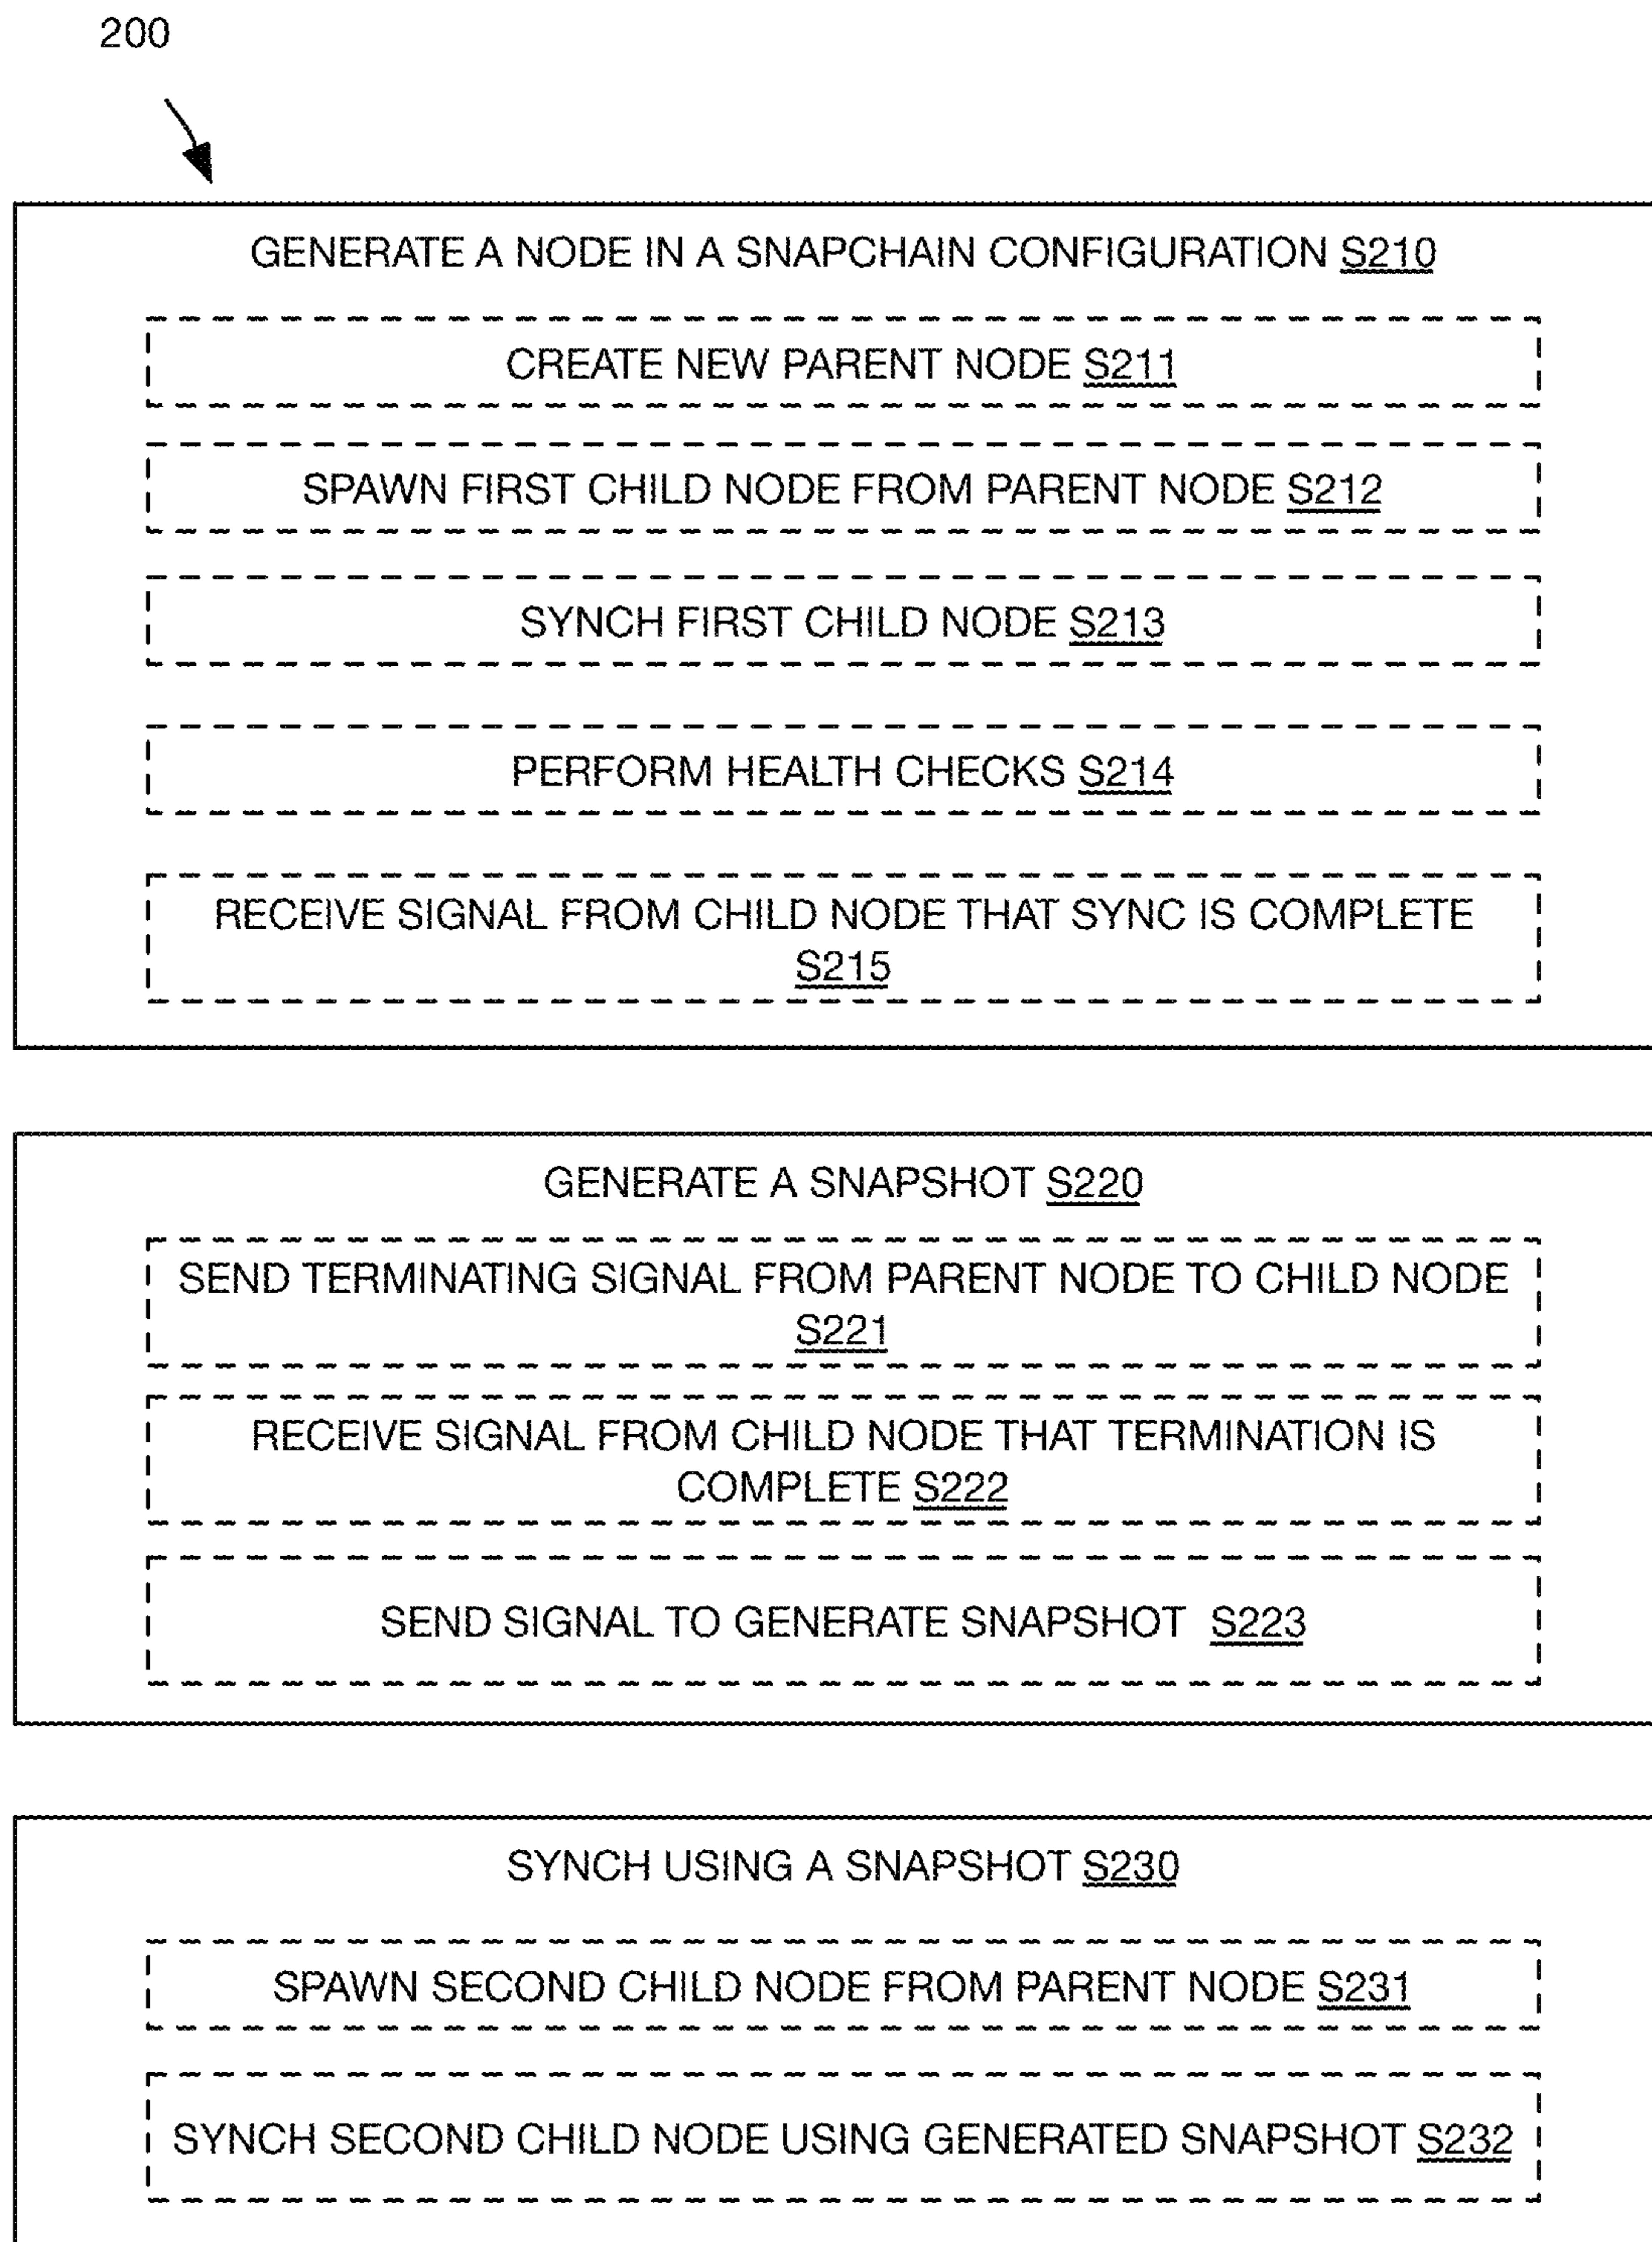 200
GENERATE A NODE IN A SNAPCHAIN CONFIGURATION S210
CREATE NEW PARENT NODE S211
SPAWN FIRST CHILD NODE FROM PARENT NODE S212
SYNCH FIRST CHILD NODE S213
PERFORM HEALTH CHECKS S214
RECEIVE SIGNAL FROM CHILD NODE THAT SYNC IS COMPLETE
S215
GENERATE A SNAPSHOT S220
SEND TERMINATING SIGNAL FROM PARENT NODE TO CHILD NODE
S221
RECEIVE SIGNAL FROM CHILD NODE THAT TERMINATION IS
COMPLETE S222
SEND SIGNAL TO GENERATE SNAPSHOT S223
SYNCH USING A SNAPSHOT S230
SPAWN SECOND CHILD NODE FROM PARENT NODE S231
SYNCH SECOND CHILD NODE USING GENERATED SNAPSHOT S232